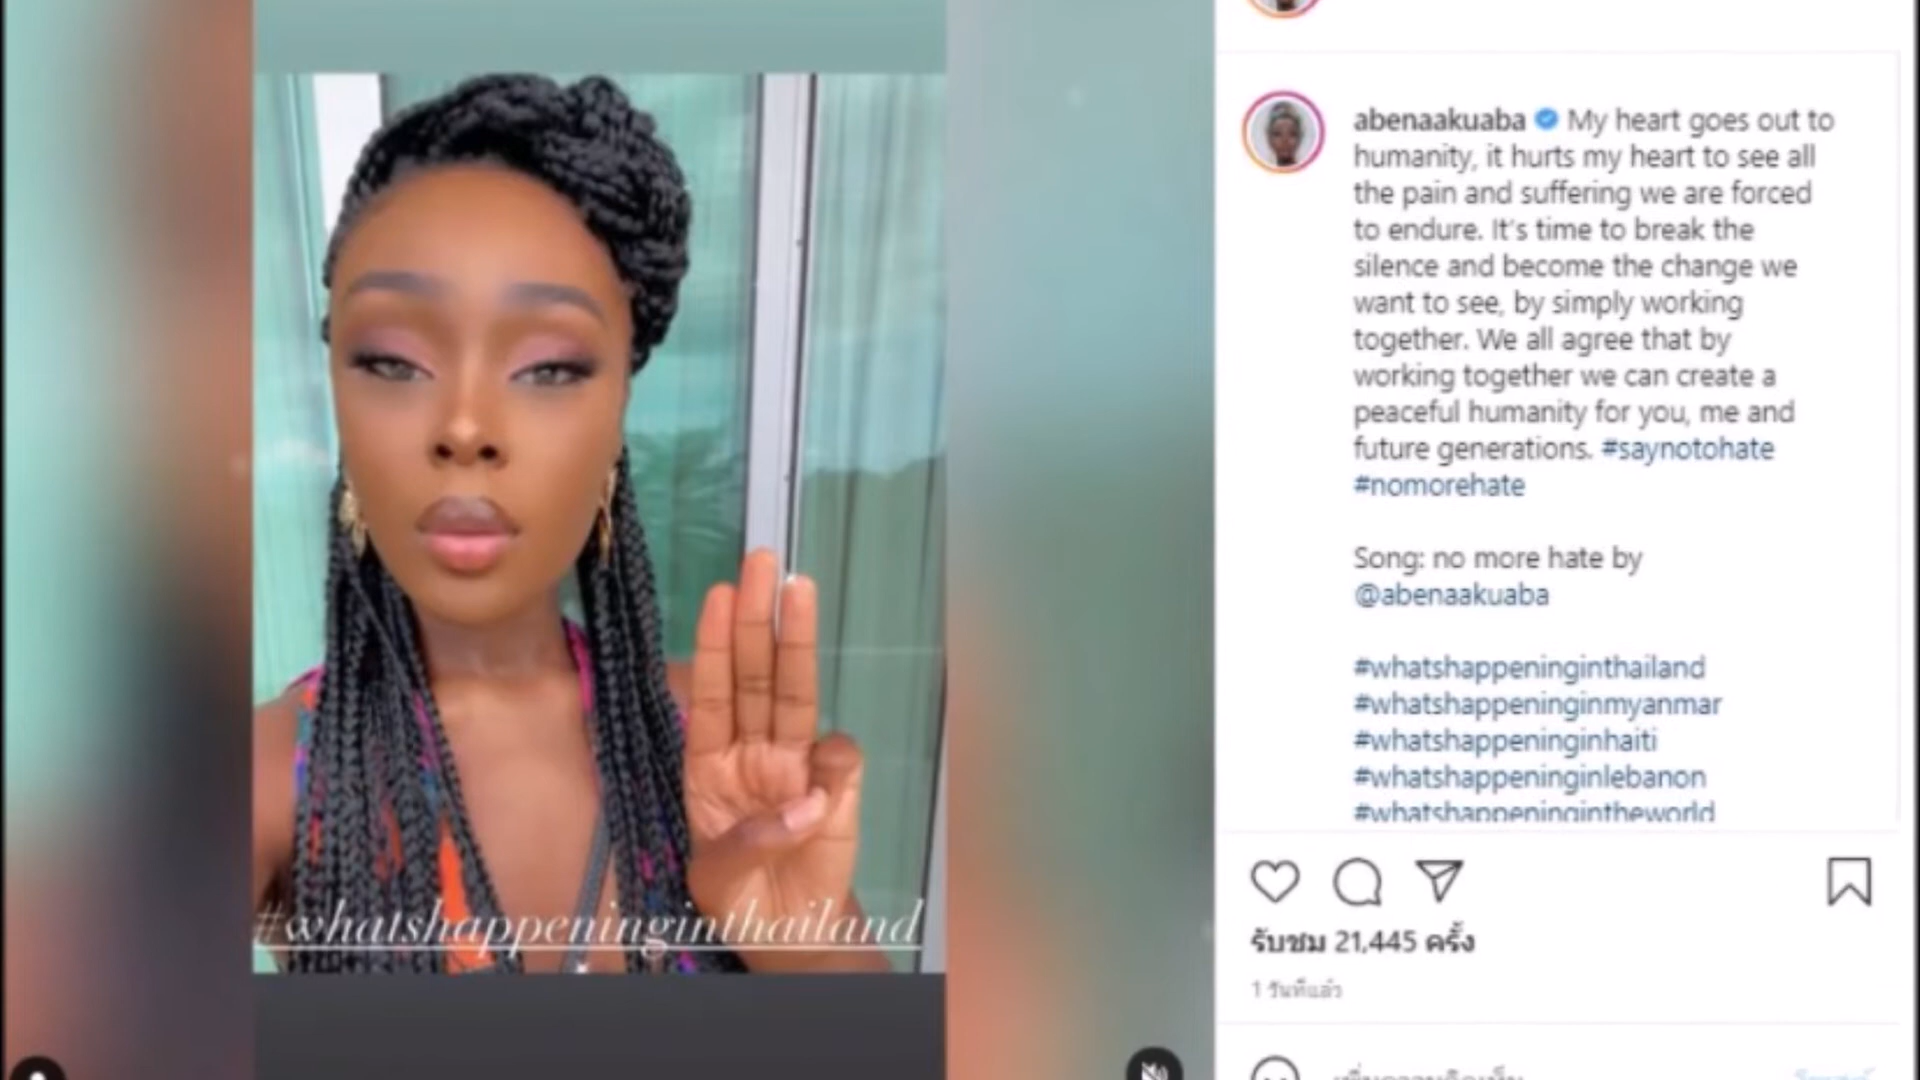 abenaakuaba My heart goes out to
humanity, it hurts my heart to see all
the pain and suffering we are forced
to endure. It's time to break the
silence and become the change we
want to see, by simply working
together. We all agree that by
working together we can create a
peaceful humanity for you, me and
future generations. #saynotohate
#nomorehate
Song: no more hate by
@abenaakuaba
#whatshappeninginthailand
#whatshappeninginmyanmar
#whatshappeninginhaiti
#whatshappeninginlebanon
#whatshappeningintheworld
#whatshappeninginthailand
รับชม 21,445 ครั้ง
1 วันที่แล้ว